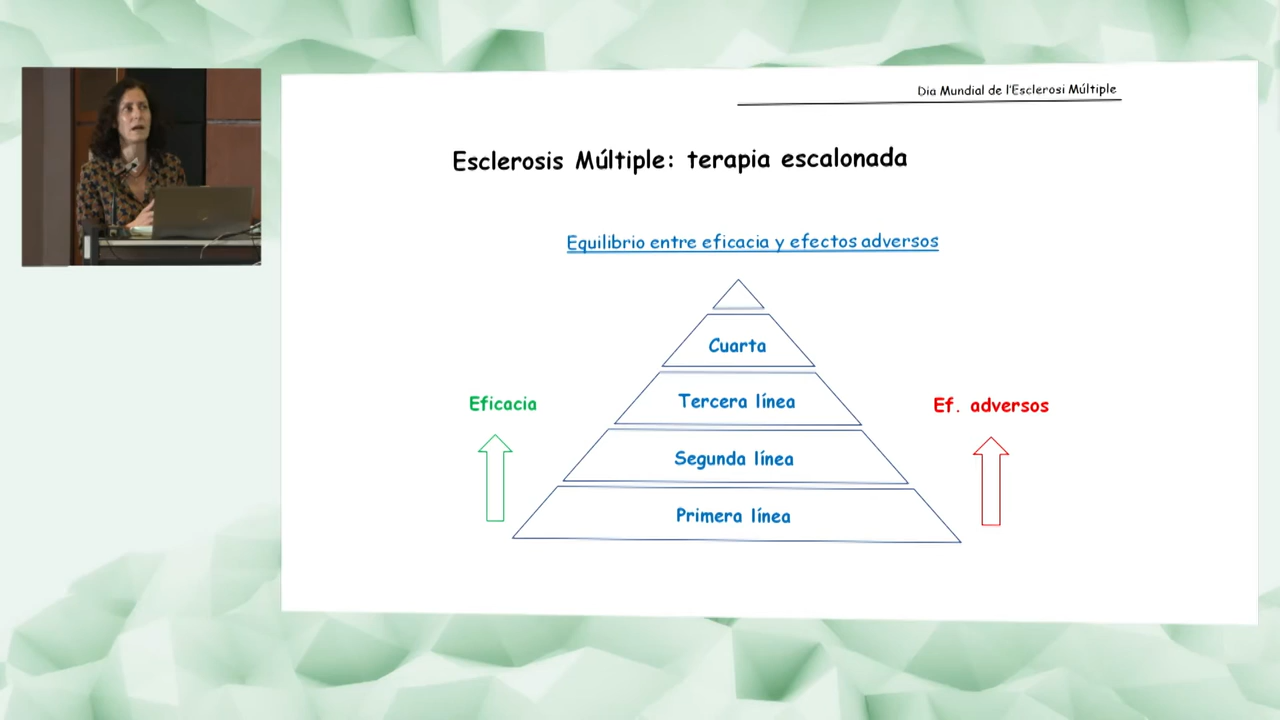 Dia Mundial de l'Esclerosi Múltiple
Esclerosis Múltiple: terapia escalonada
Equilibrio entre eficacia y efectos adversos
Cuarta
Tercera línea
Segunda línea
Primera línea
Eficacia
Ef. adversos